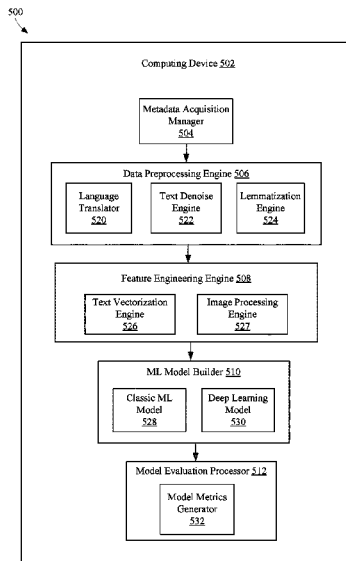 500
Computing Device 502
Metadata Acquisition
Manager
504
Data Preprocessing Engine 506
Language
Translator
520
Text Denoise
Engine
522
Lemmatization
Engine
524
Feature Engineering Engine 508
Text Vectorization
Engine
526
Image Processing
Engine
527
ML Model Builder 510
Classic ML
Model
528
Deep Learning
Model
530
Model Evaluation Processor 512
Model Metrics
Generator
532